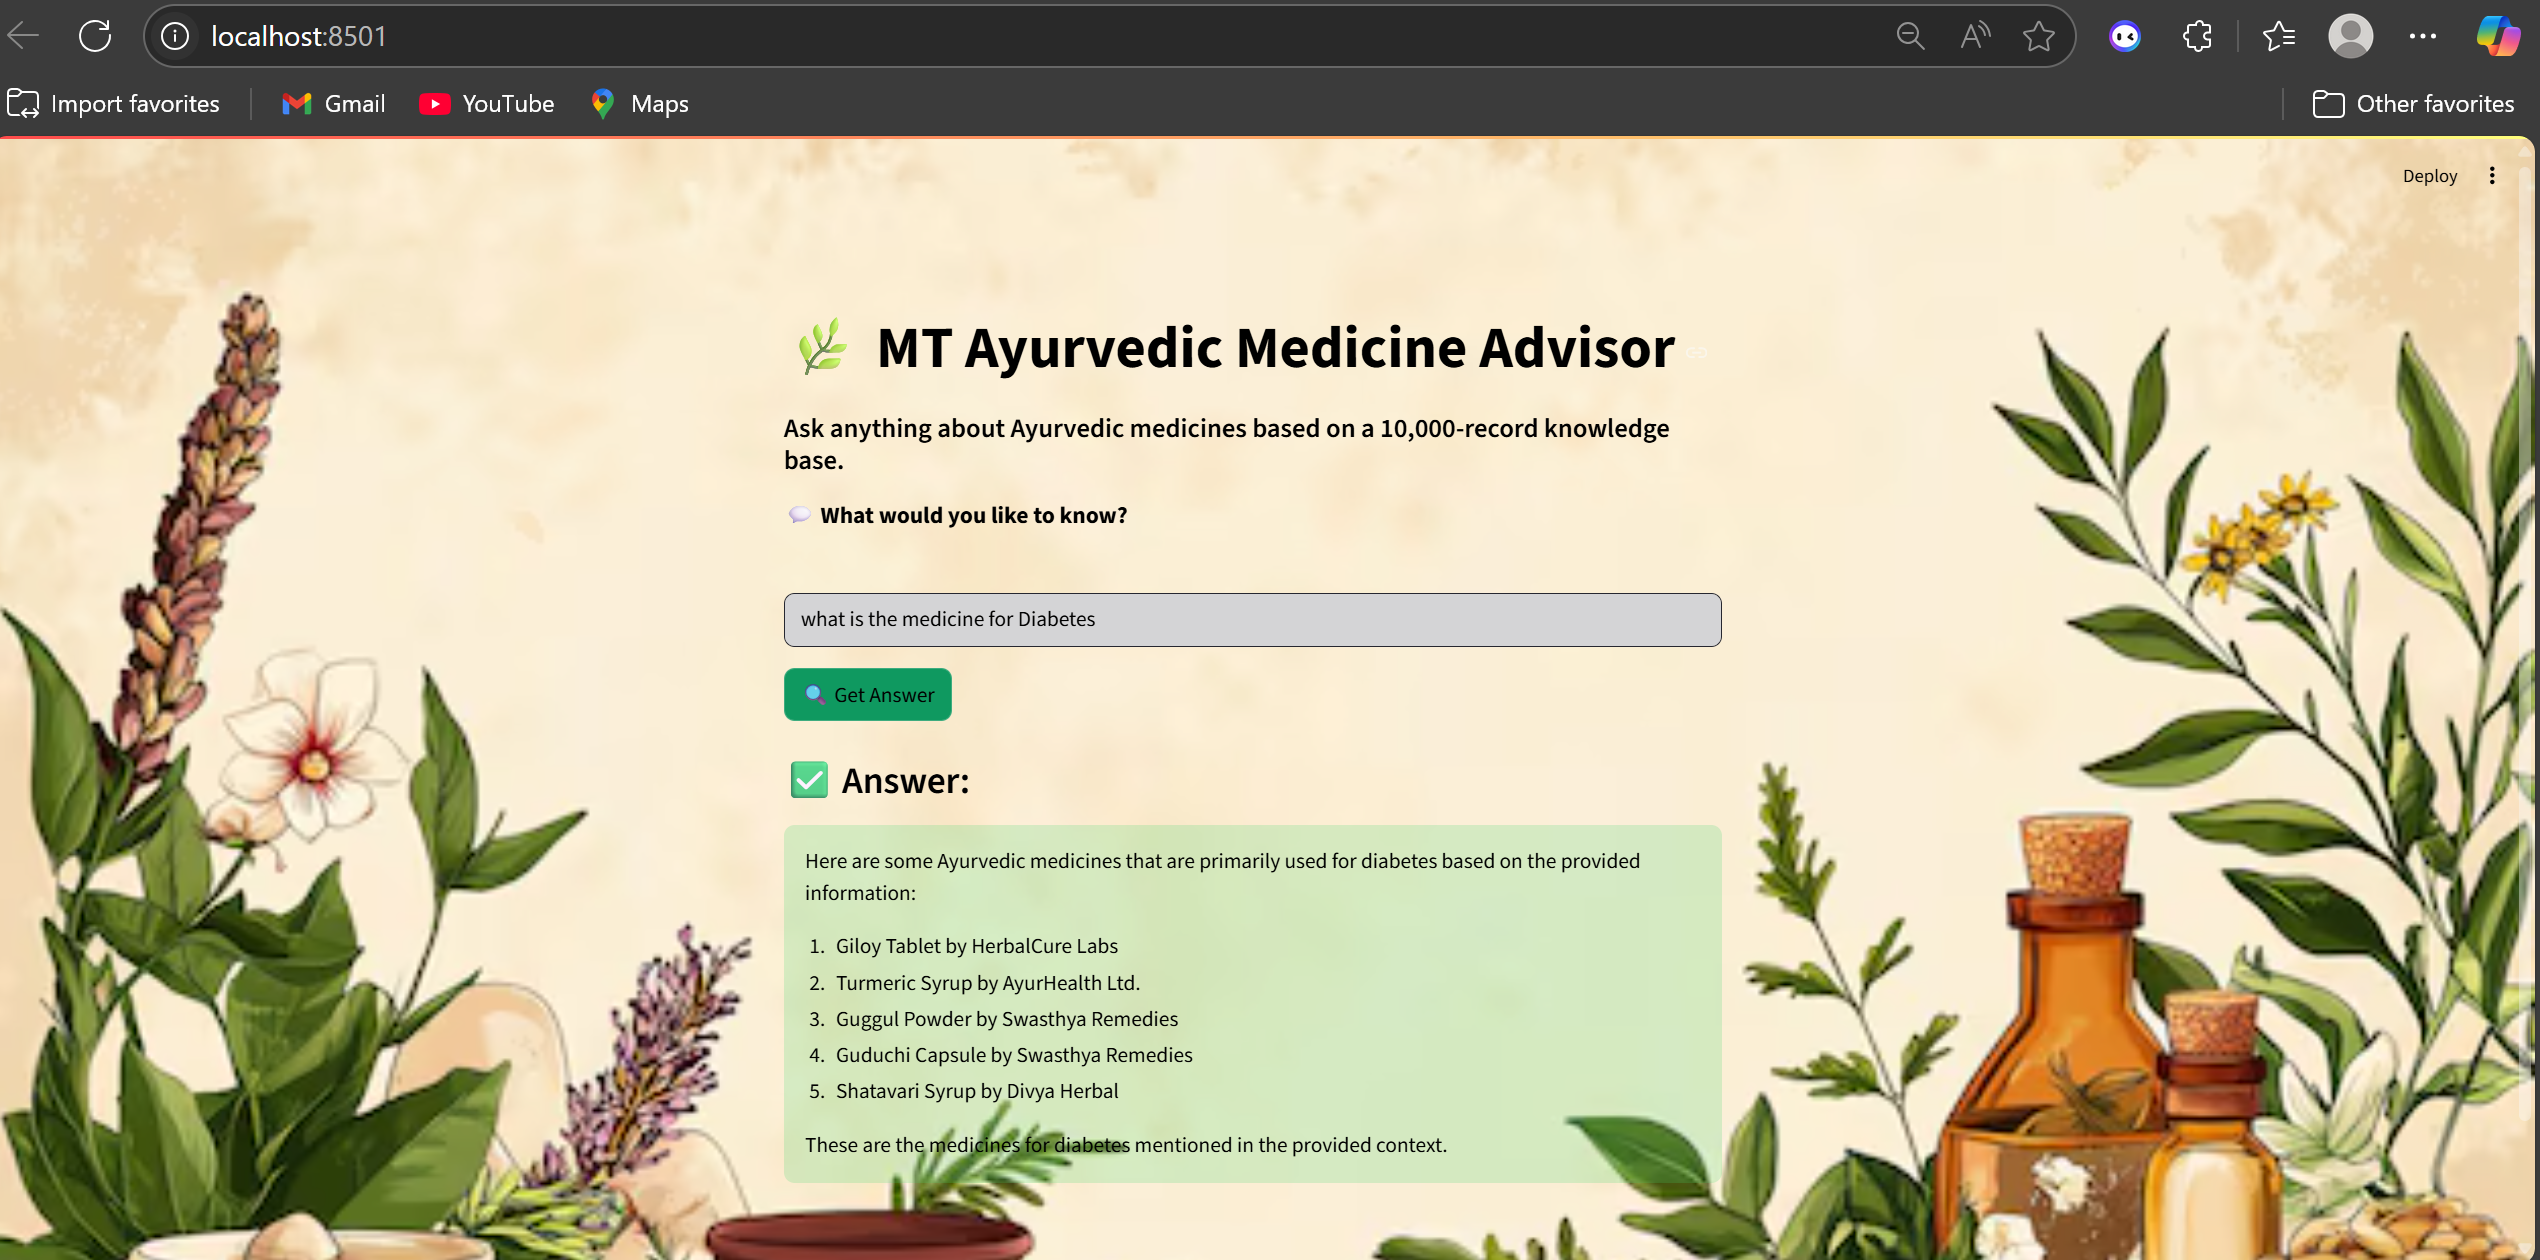 localhost:8501
Import favorites
Gmail
YouTube
Maps
Other favorites
Deploy
MT Ayurvedic Medicine Advisor
Ask anything about Ayurvedic medicines based on a 10,000-record knowledge
base.
What would you like to know?
what is the medicine for Diabetes
Get Answer
Answer:
Here are some Ayurvedic medicines that are primarily used for diabetes based on the provided
information:
1. Giloy Tablet by HerbalCure Labs
2. Turmeric Syrup by AyurHealth Ltd.
3. Guggul Powder by Swasthya Remedies
4. Guduchi Capsule by Swasthya Remedies
5. Shatavari Syrup by Divya Herbal
These are the medicines for diabetes mentioned in the provided context.